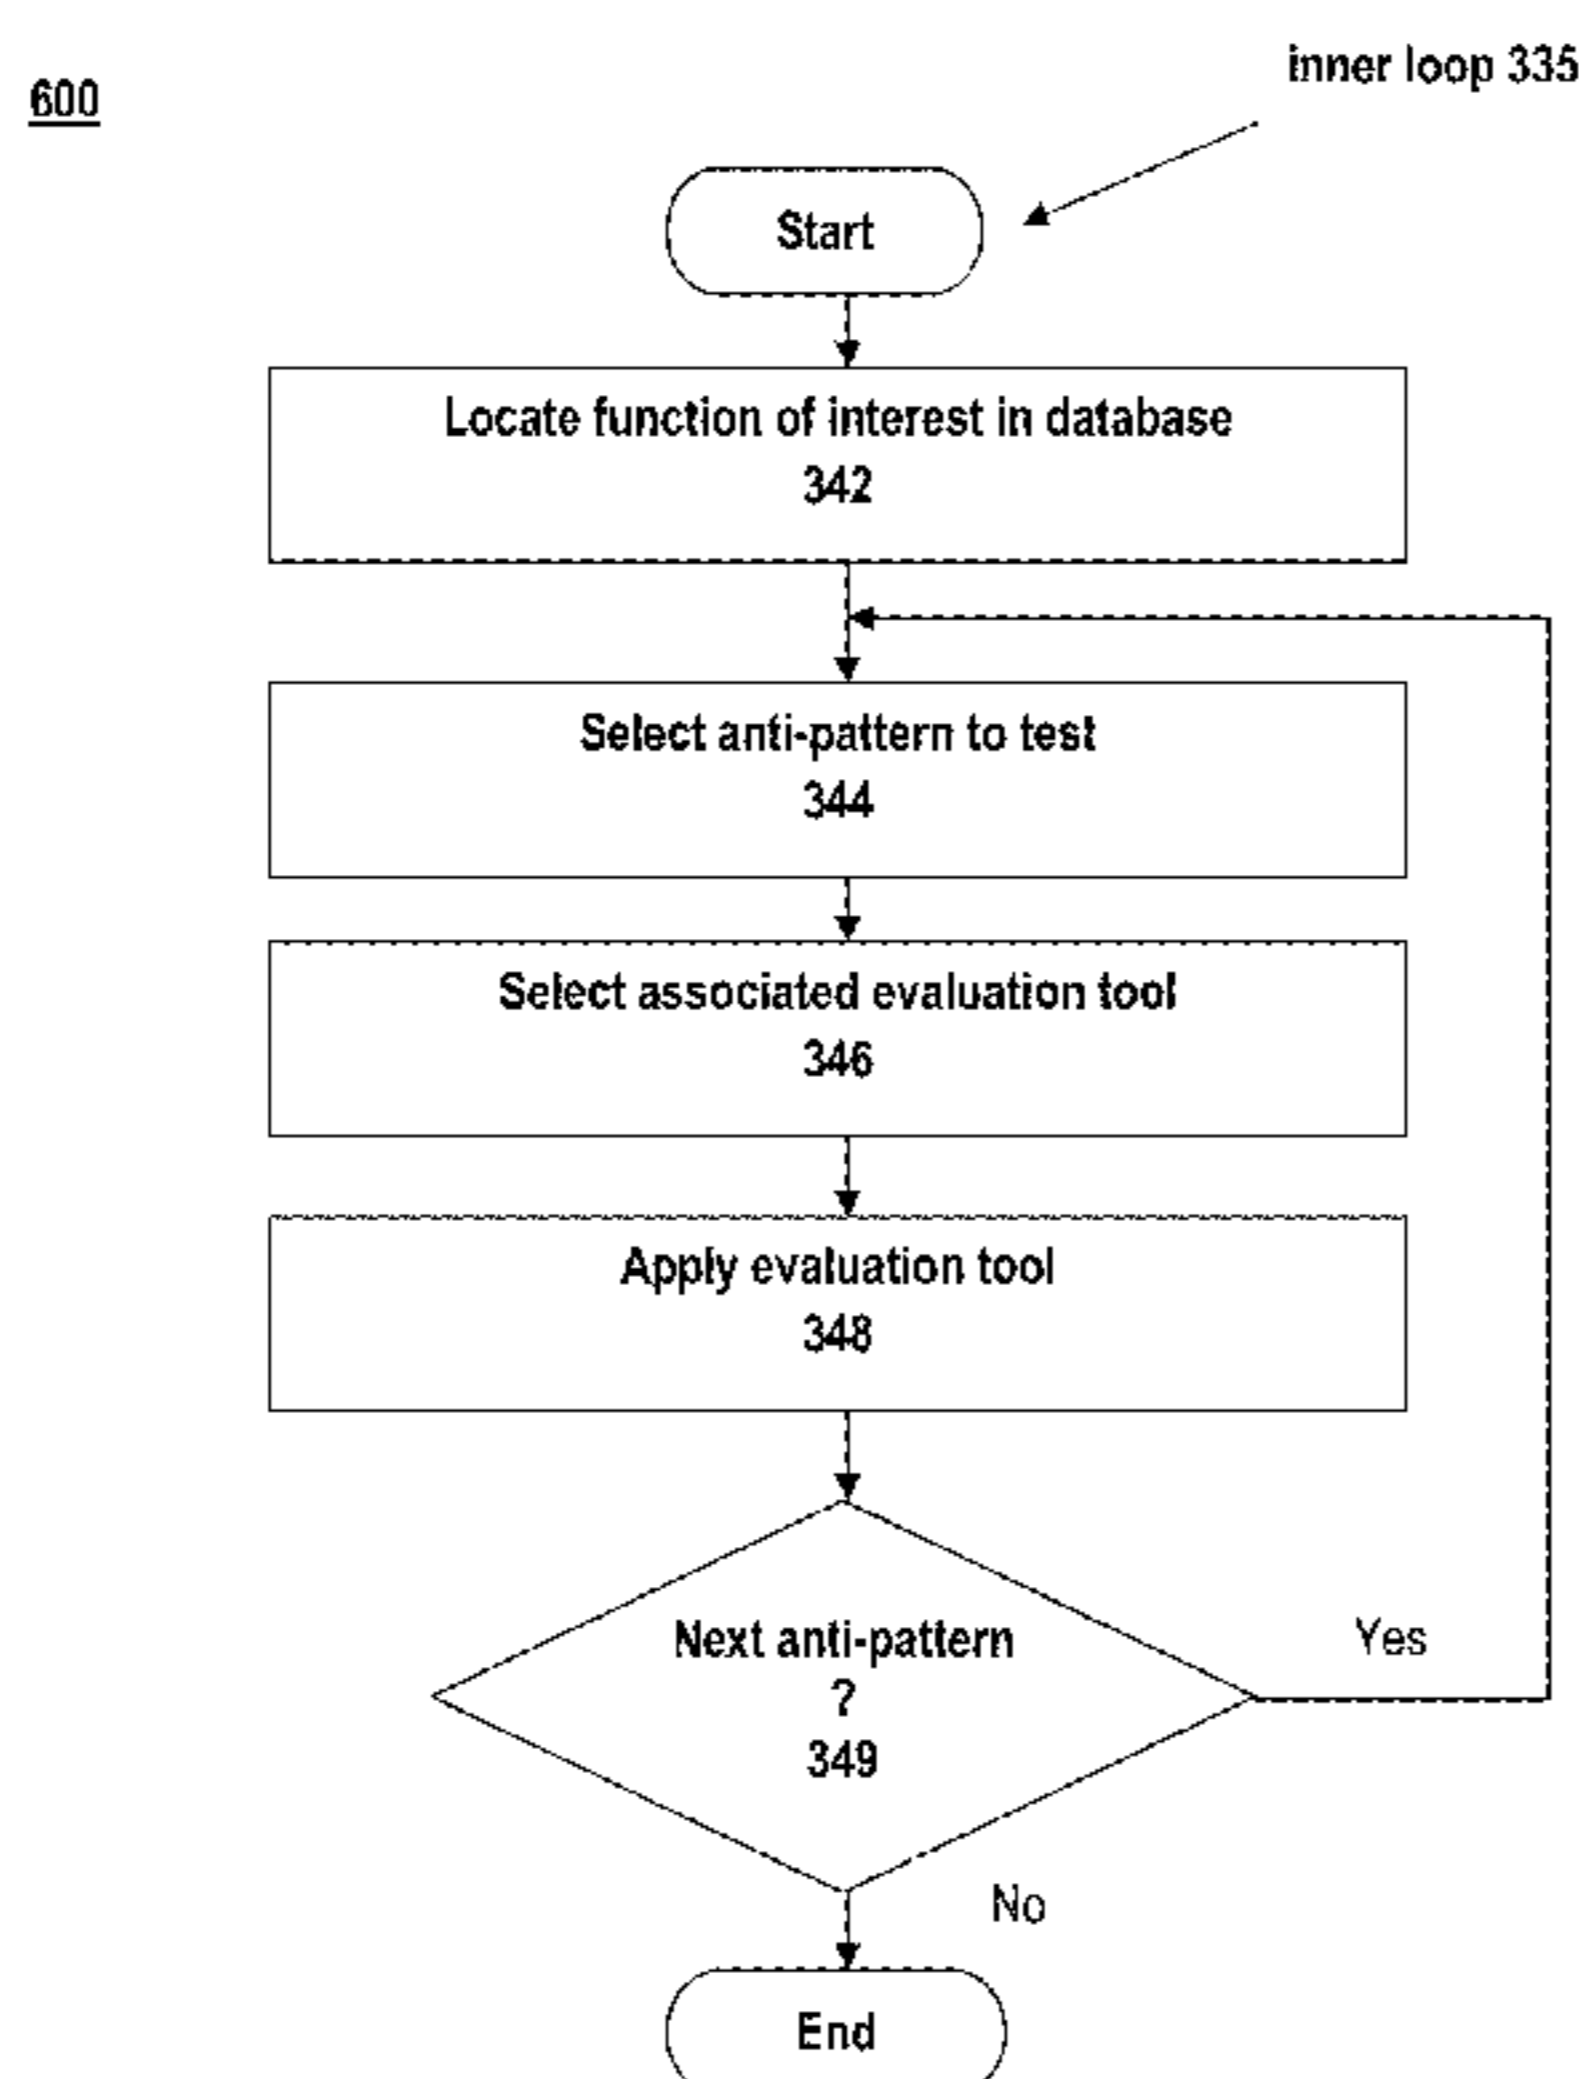 600
inner loop 335
Start
Locate function of interest in database
342
Select anti-pattern to test
344
Select associated evaluation tool
346
Apply evaluation tool
348
Next anti-pattern
?
349
Yes
No
End